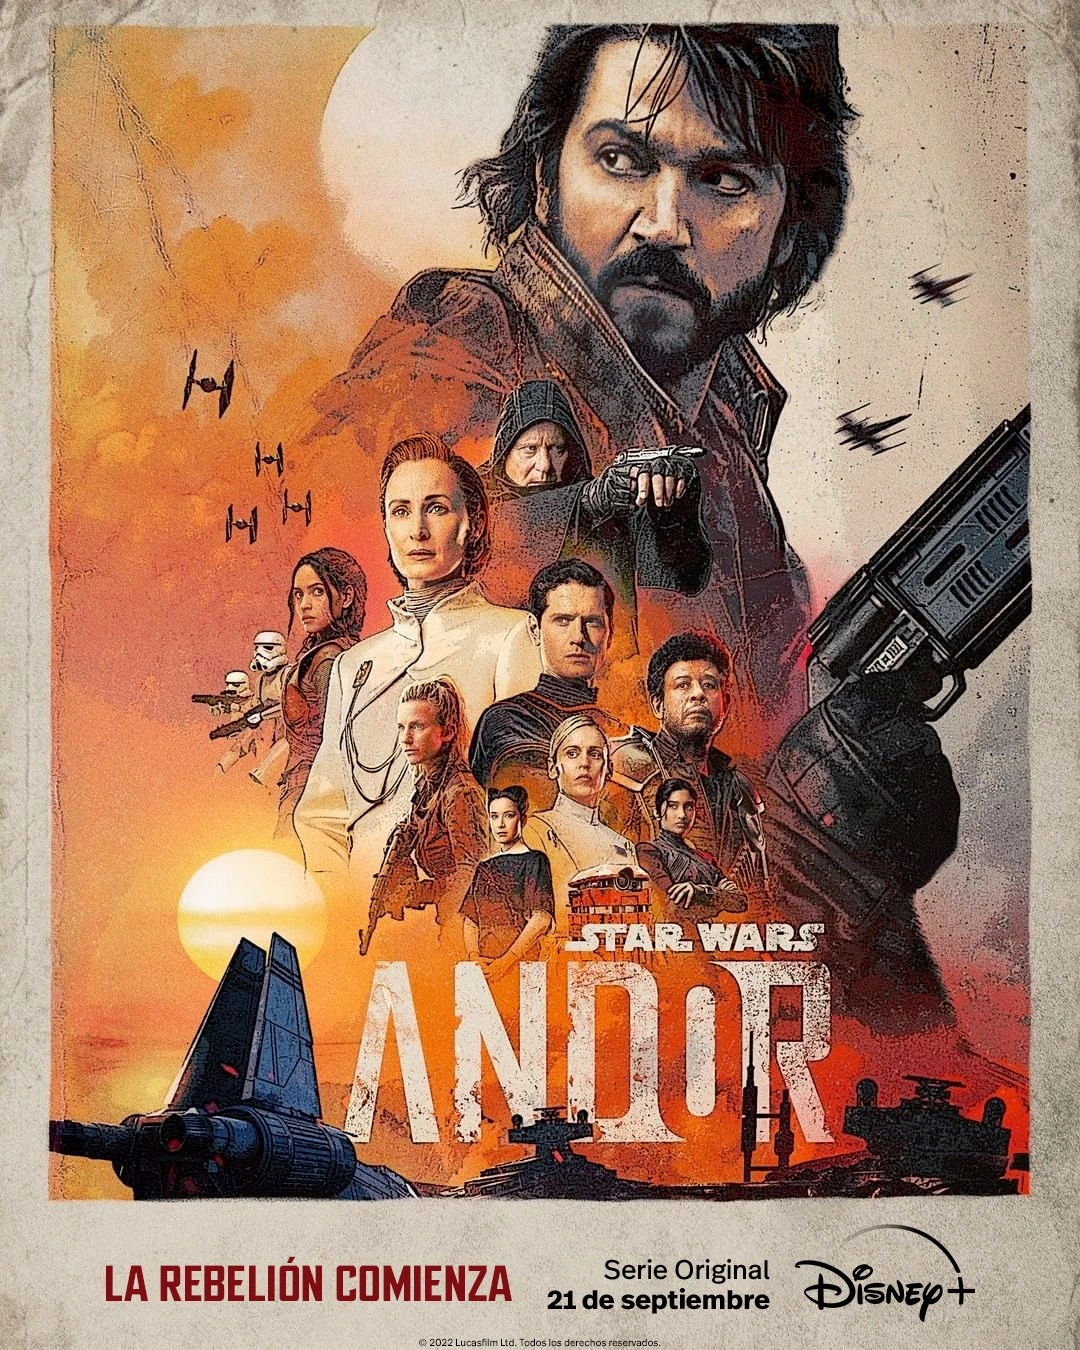 STAR WARS
ANDOR
LA REBELIÓN COMIENZA
Serie Original
21 de septiembre
Disney+
© 2022 Lucasfilm Ltd. Todos los derechos reservados.